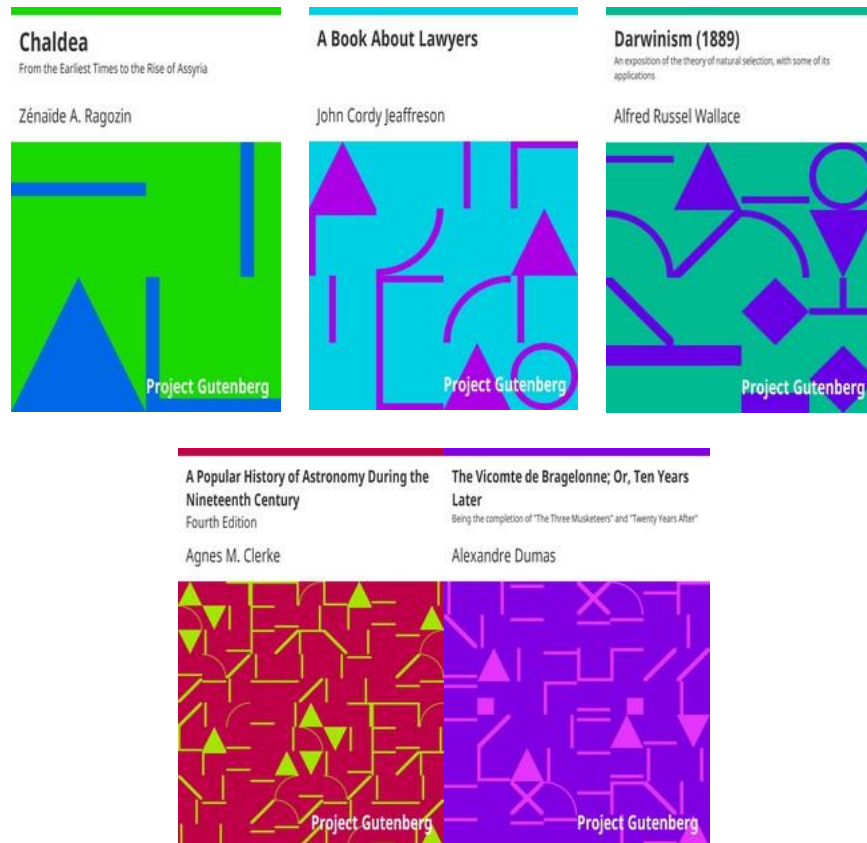 Chaldea
From the Earliest Times to the Rise of Assyria
Zénaïde A. Ragozin
Project Gutenberg
A Book About Lawyers
John Cordy Jeaffreson
Project Gutenberg
Darwinism (1889)
An exposition of the theory of natural selection, with some of its
applications
Alfred Russel Wallace
Project Gutenberg
A Popular History of Astronomy During the
Nineteenth Century
Fourth Edition
Agnes M. Clerke
Project Gutenberg
The Vicomte de Bragelonne; Or, Ten Years
Later
Being the completion of "The Three Musketeers" and "Twenty Years After"
Alexandre Dumas
Project Gutenberg